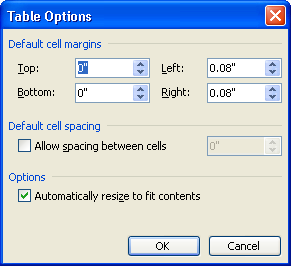 Table Options
Default cell margins
Top: 0" Left: 0.08"
Bottom: 0" Right: 0.08"
Default cell spacing
Allow spacing between cells 0"
Options
Automatically resize to fit contents
OK Cancel